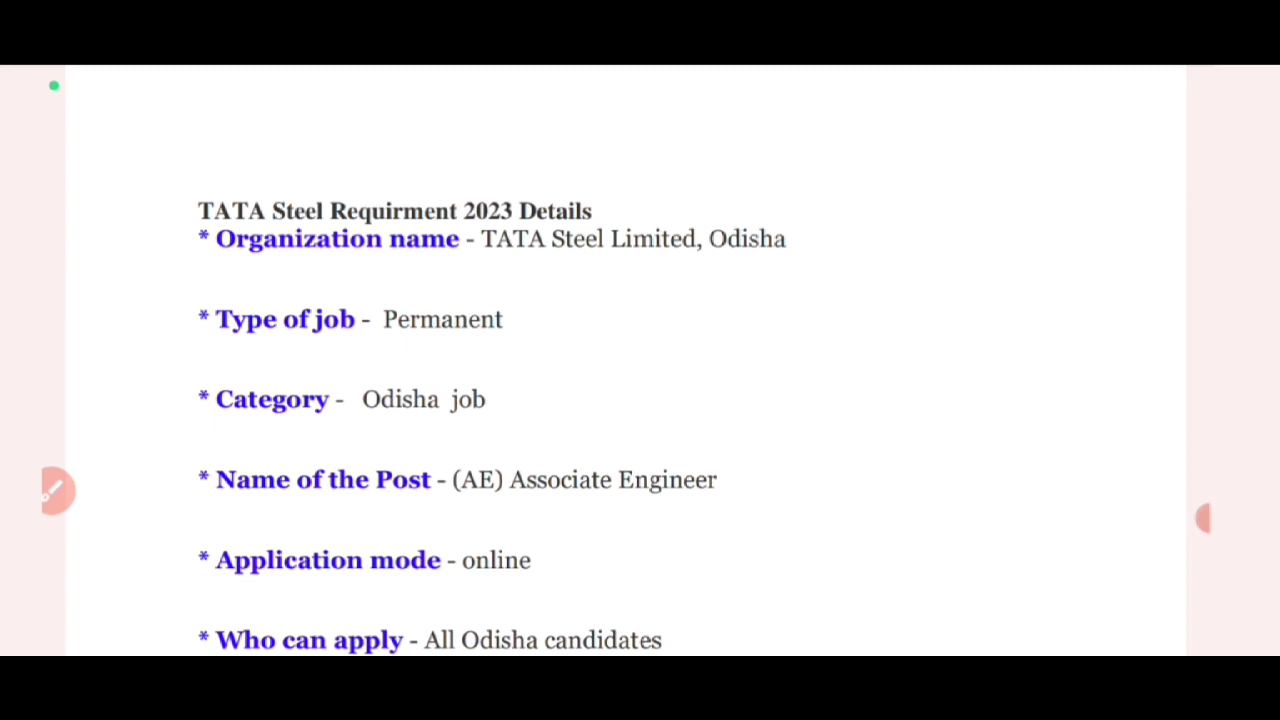 TATA Steel Requirment 2023 Details
* Organization name - TATA Steel Limited, Odisha
* Type of job - Permanent
* Category - Odisha job
* Name of the Post - (AE) Associate Engineer
* Application mode - online
* Who can apply - All Odisha candidates